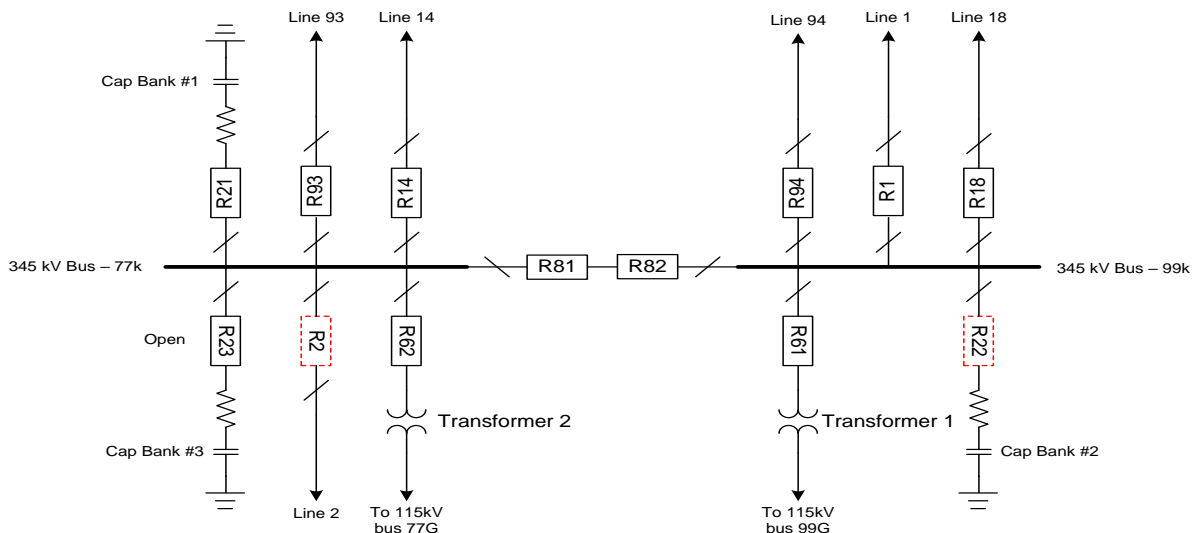 Line 93
Line 14
Line 94
Line 1
Line 18
Cap Bank #1
R21
R93
R14
R94
R1
R18
345 kV Bus – 77k
R81
R82
345 kV Bus – 99k
Open
R23
R2
R62
R61
R22
Transformer 2
Transformer 1
Cap Bank #3
Cap Bank #2
Line 2
To 115kV
bus 77G
To 115kV
bus 99G